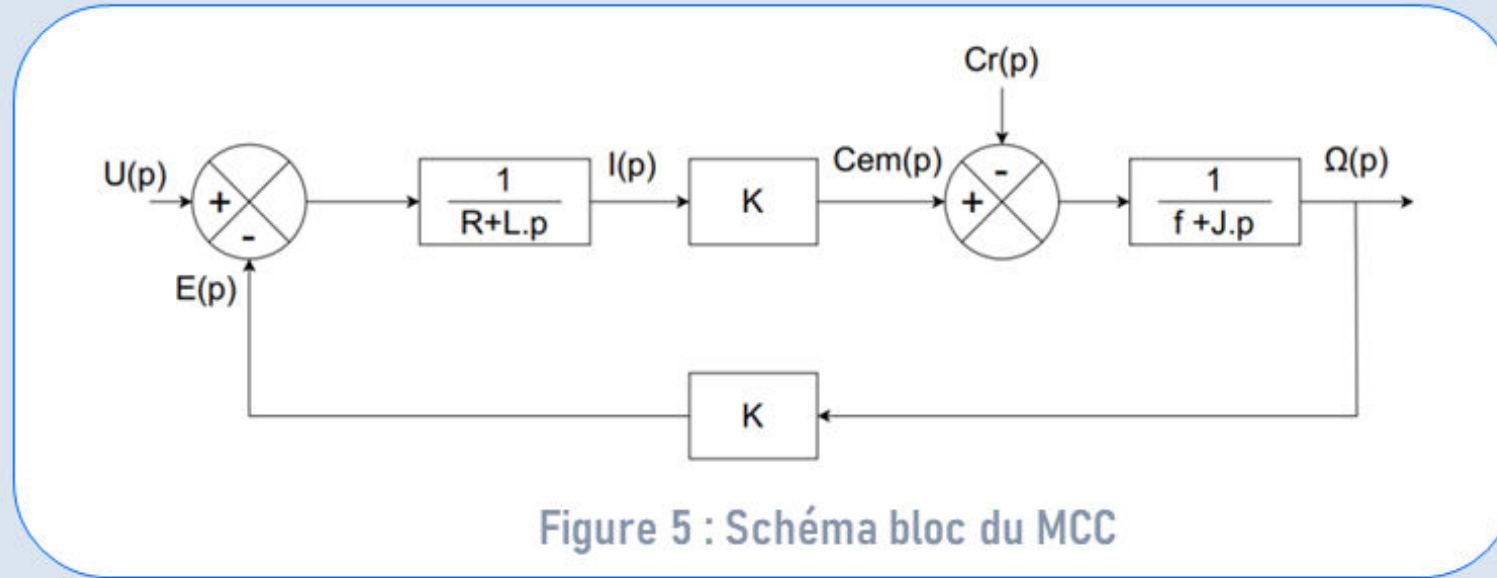 Cr(p)
U(p)
+
-
E(p)
1
R+L.p
I(p)
K
Cem(p)
-
+
1
f +J.p
Ω(p)
K
Figure 5 : Schéma bloc du MCC